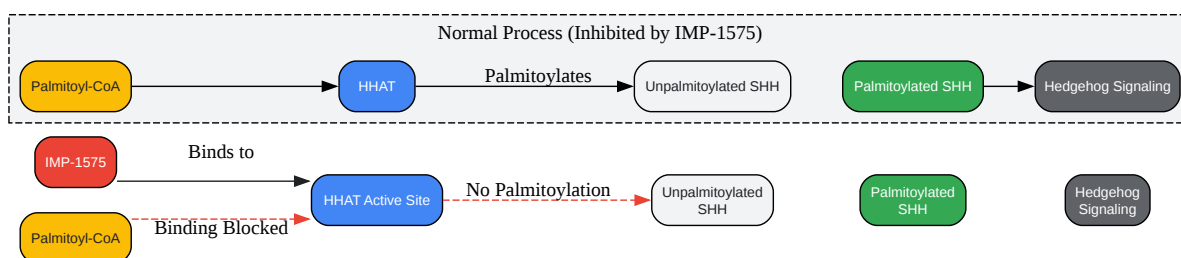 Normal Process (Inhibited by IMP-1575)
Palmitoyl-CoA
HHAT
Palmitoylates
Unpalmitoylated SHH
Palmitoylated SHH
Hedgehog Signaling
IMP-1575
Binds to
Palmitoyl-CoA
Binding Blocked
HHAT Active Site
No Palmitoylation
Unpalmitoylated
SHH
Palmitoylated
SHH
Hedgehog
Signaling